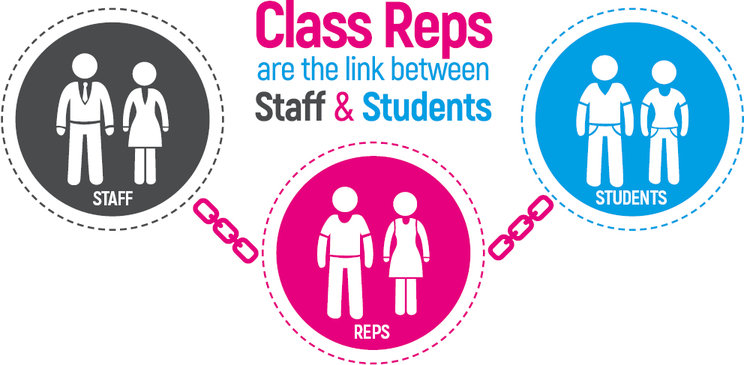 Class Reps
are the link between
Staff & Students
STAFF
STUDENTS
REPS